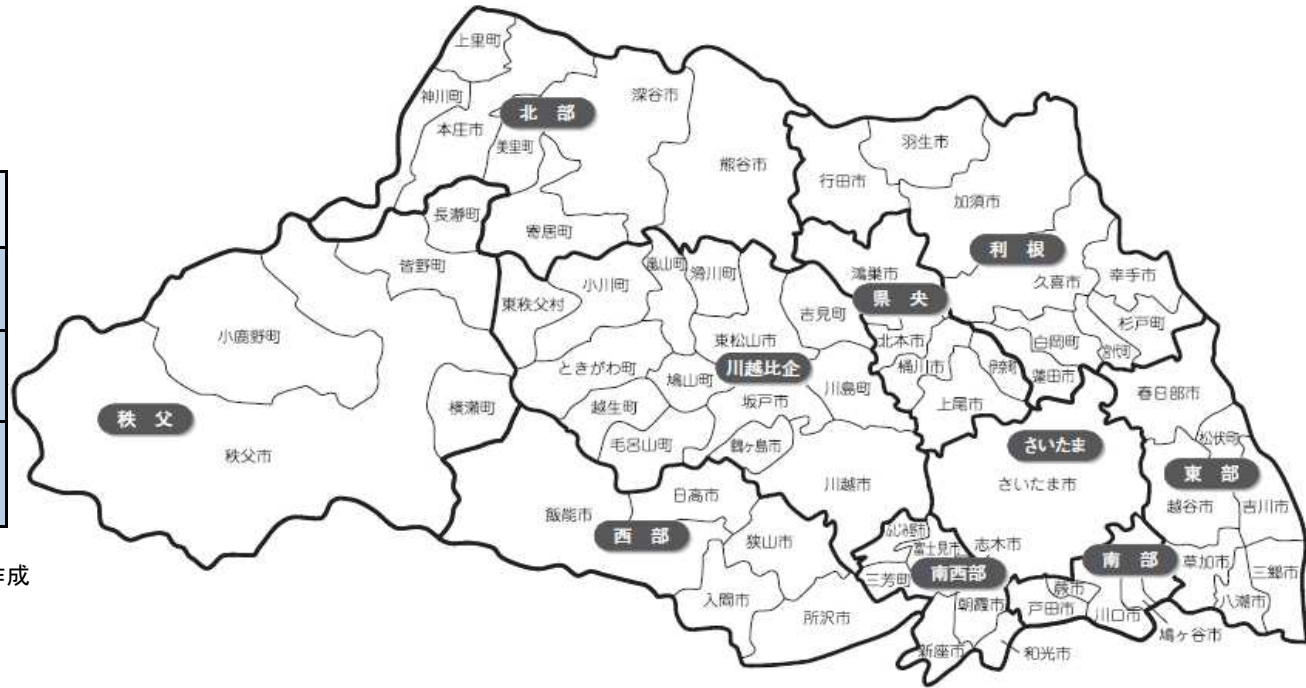 上里町
神川町
本庄市
北 部
美里町
深谷市
熊谷市
寄居町
長瀞町
皆野町
小鹿野町
秩 父
秩父市
横瀬町
東秩父村
小川町
嵐山町
滑川町
吉見町
東松山市
ときがわ町
鳩山町
川越比企
川島町
越生町
毛呂山町
坂戸市
鶴ヶ島市
川越市
行田市
羽生市
加須市
利 根
久喜市
幸手市
杉戸町
宮代町
白岡町
蓮田市
鴻巣市
県 央
北本市
桶川市
伊奈町
上尾市
さいたま
さいたま市
春日部市
松伏町
東 部
越谷市
吉川市
草加市
三郷市
八潮市
飯能市
日高市
西 部
狭山市
入間市
所沢市
ふじみ野市
富士見市
志木市
三芳町
南西部
朝霞市
新座市
和光市
南 部
蕨市
戸田市
川口市
鳩ヶ谷市
作成